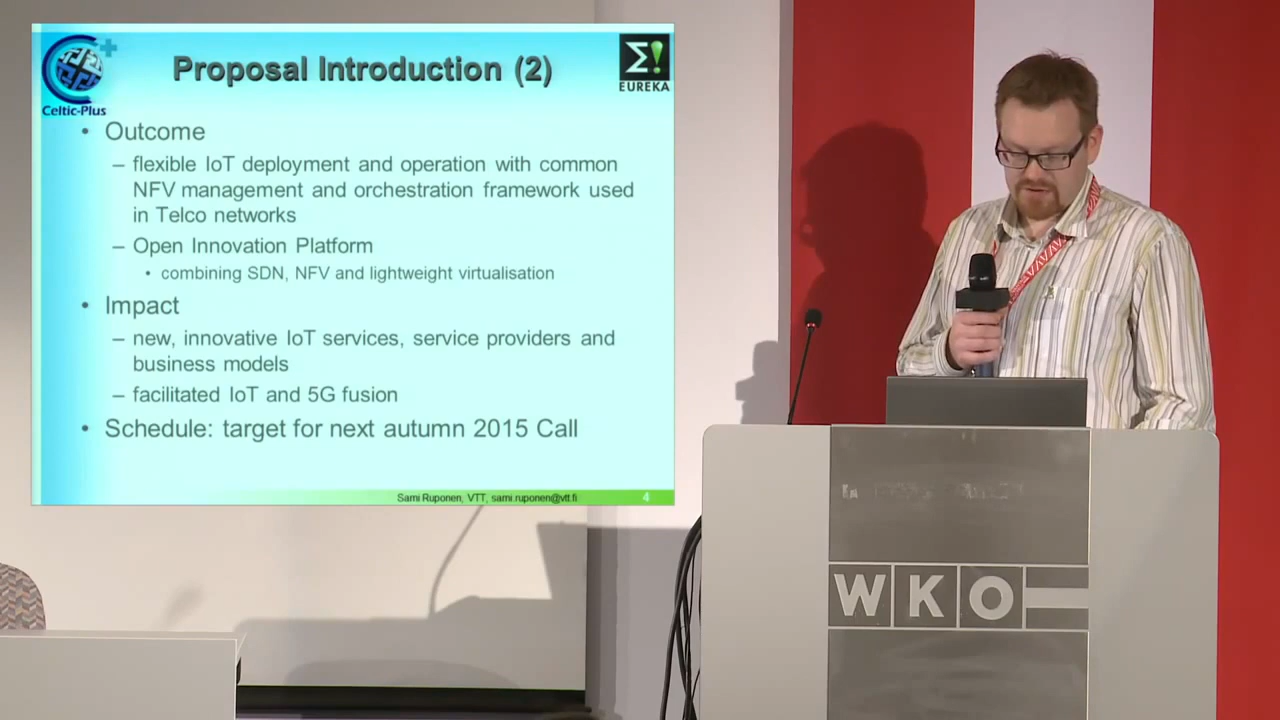 Proposal Introduction (2)
Celtic-Plus
Σ!
EUREKA
• Outcome
– flexible IoT deployment and operation with common
NFV management and orchestration framework used
in Telco networks
– Open Innovation Platform
• combining SDN, NFV and lightweight virtualisation
• Impact
– new, innovative IoT services, service providers and
business models
– facilitated IoT and 5G fusion
• Schedule: target for next autumn 2015 Call
Sami Ruponen, VTT, sami.ruponen@vtt.fi
4
WKO